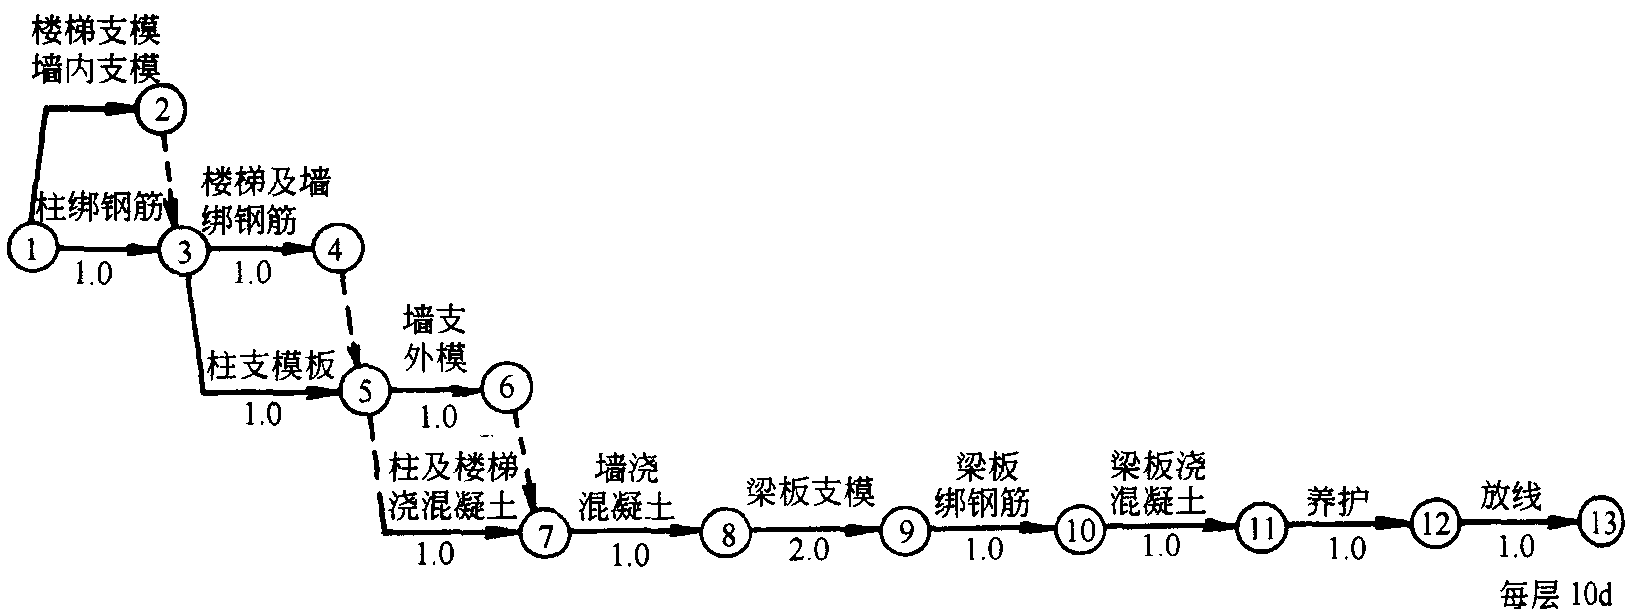 楼梯支模
墙内支模
②
柱绑钢筋
楼梯及墙
绑钢筋
①
1.0
③
1.0
④
柱支模板
1.0
⑤
墙支
外模
1.0
⑥
柱及楼梯
浇混凝土
1.0
⑦
墙浇
混凝土
1.0
⑧
梁板支模
2.0
⑨
梁板
绑钢筋
1.0
⑩
梁板浇
混凝土
1.0
⑪
养护
1.0
⑫
放线
1.0
⑬
每层 10d